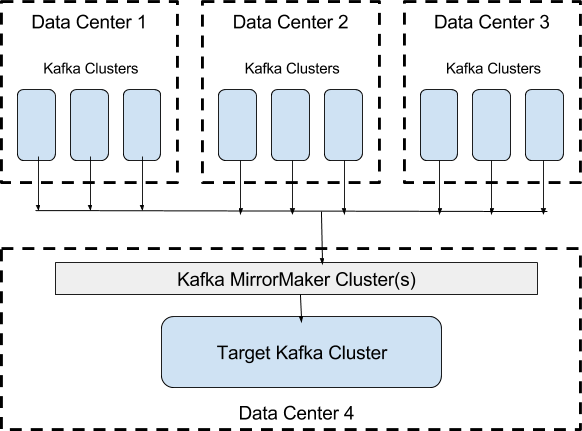 Data Center 1
Data Center 2
Data Center 3
Kafka Clusters
Kafka Clusters
Kafka Clusters
Kafka MirrorMaker Cluster(s)
Target Kafka Cluster
Data Center 4